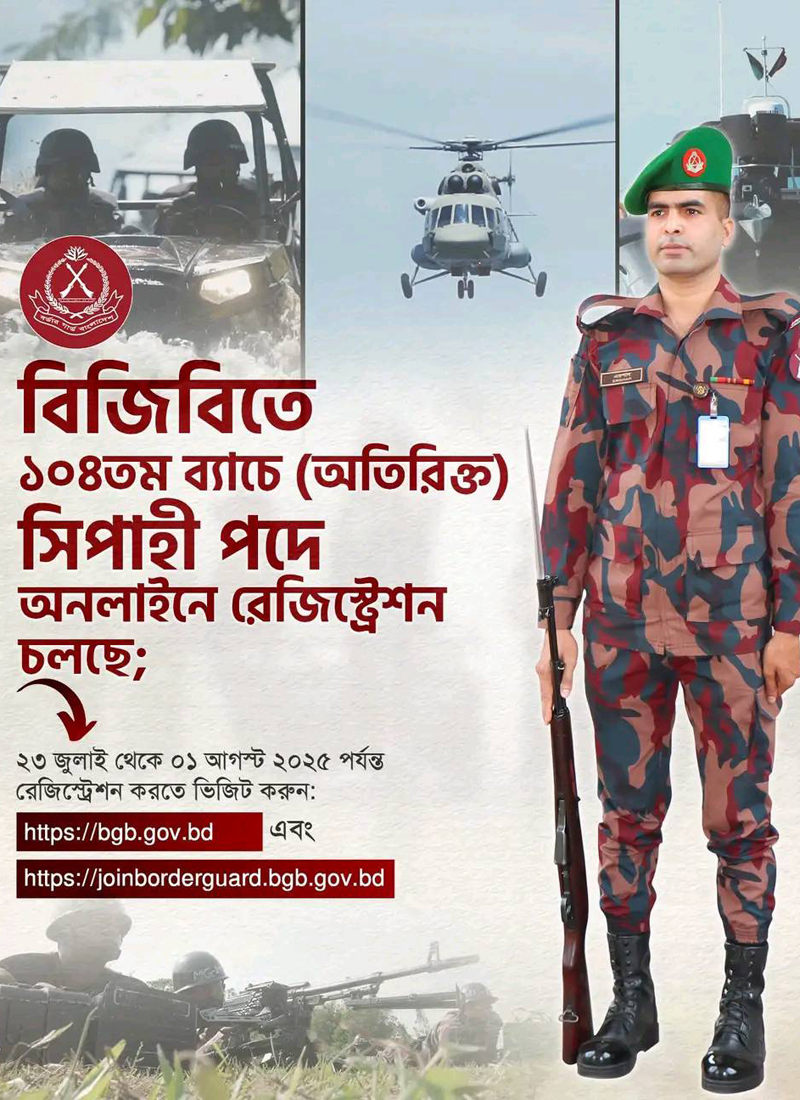 বর্ডার গার্ড বাংলাদেশ
বিজিবিতে
১০৪তম ব্যাচে (অতিরিক্ত)
সিপাহী পদে
অনলাইনে রেজিস্ট্রেশন
চলছে;
২৩ জুলাই থেকে ০১ আগস্ট ২০২৫ পর্যন্ত
রেজিস্ট্রেশন করতে ভিজিট করুন:
https://bgb.gov.bd এবং
https://joinborderguard.bgb.gov.bd